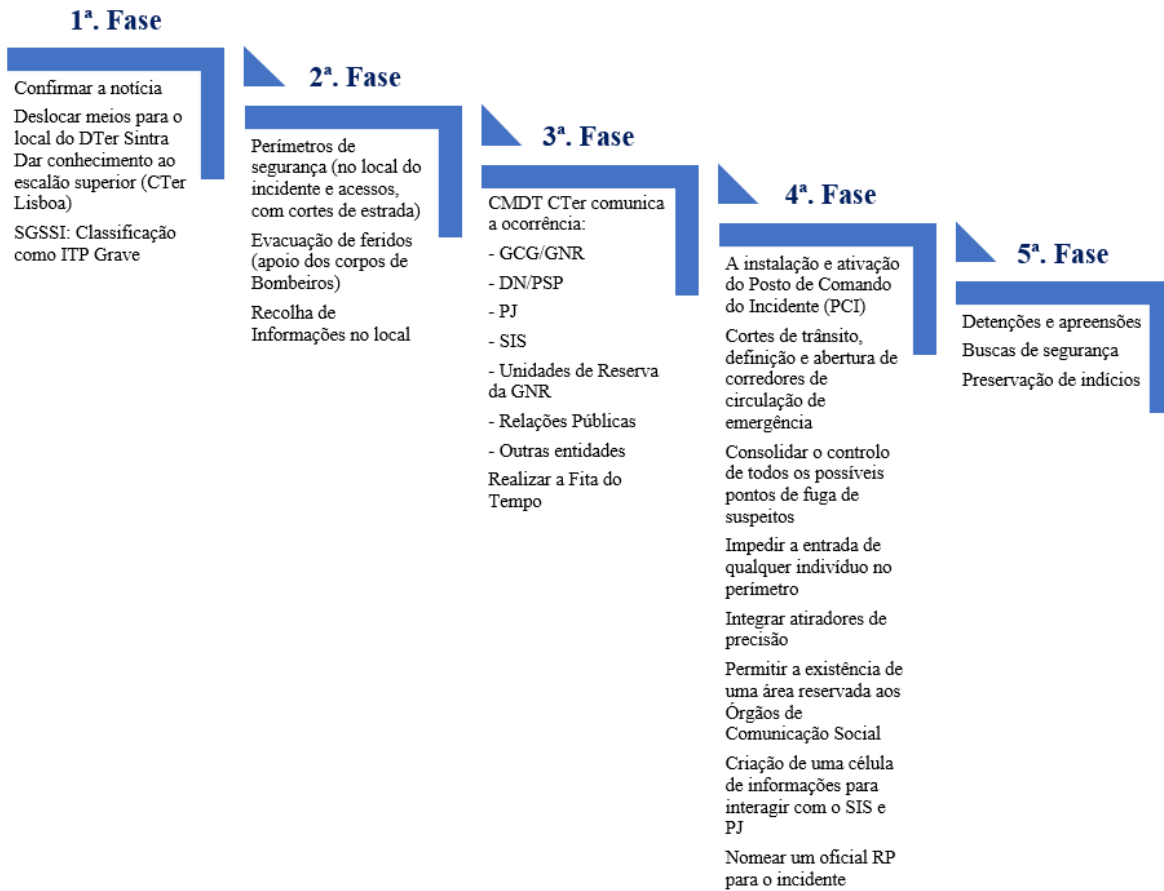 1ª. Fase
Confirmar a notícia
Deslocar meios para o
local do DTer Sintra
Dar conhecimento ao
escalão superior (CTer
Lisboa)
SGSSI: Classificação
como ITP Grave
2ª. Fase
Perímetros de
segurança (no local do
incidente e acessos,
com cortes de estrada)
Evacuação de feridos
(apoio dos corpos de
Bombeiros)
Recolha de
Informações no local
3ª. Fase
CMDT CTer comunica
a ocorrência:
- GCG/GNR
- DN/PSP
- PJ
- SIS
- Unidades de Reserva
da GNR
- Relações Públicas
- Outras entidades
Realizar a Fita do
Tempo
4ª. Fase
A instalação e ativação
do Posto de Comando
do Incidente (PCI)
Cortes de trânsito,
definição e abertura de
corredores de
circulação de
emergência
Consolidar o controlo
de todos os possíveis
pontos de fuga de
suspeitos
Impedir a entrada de
qualquer indivíduo no
perímetro
Integrar atiradores de
precisão
Permitir a existência de
uma área reservada aos
Órgãos de
Comunicação Social
Criação de uma célula
de informações para
interagir com o SIS e
PJ
Nomear um oficial RP
para o incidente
5ª. Fase
Detenções e apreensões
Buscas de segurança
Preservação de indícios